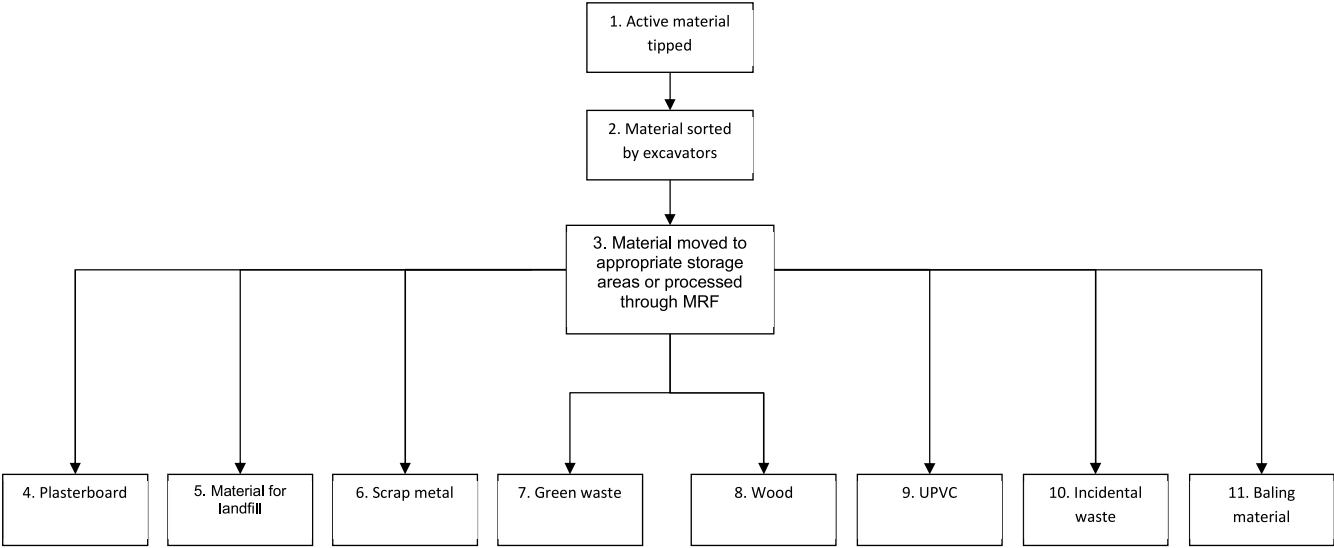 1. Active material
tipped
2. Material sorted
by excavators
3. Material moved to
appropriate storage
areas or processed
through MRF
4. Plasterboard
5. Material for
landfill
6. Scrap metal
7. Green waste
8. Wood
9. UPVC
10. Incidental
waste
11. Baling
material